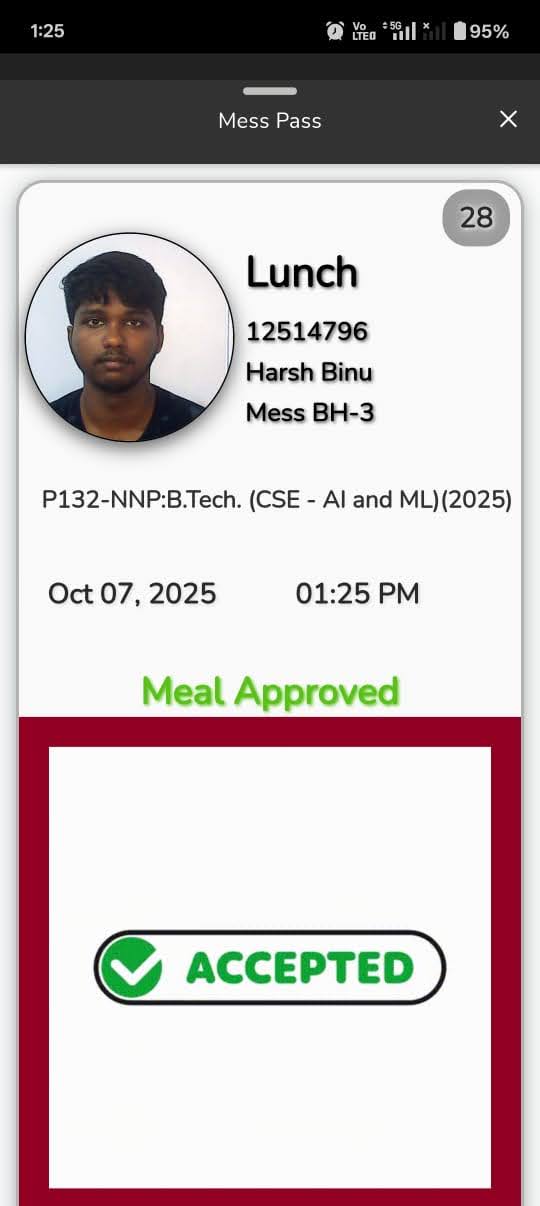 1:25
Vo
LTE
5G
95%
Mess Pass
28
Lunch
12514796
Harsh Binu
Mess BH-3
P132-NNP:B.Tech. (CSE - AI and ML)(2025)
Oct 07, 2025
01:25 PM
Meal Approved
ACCEPTED